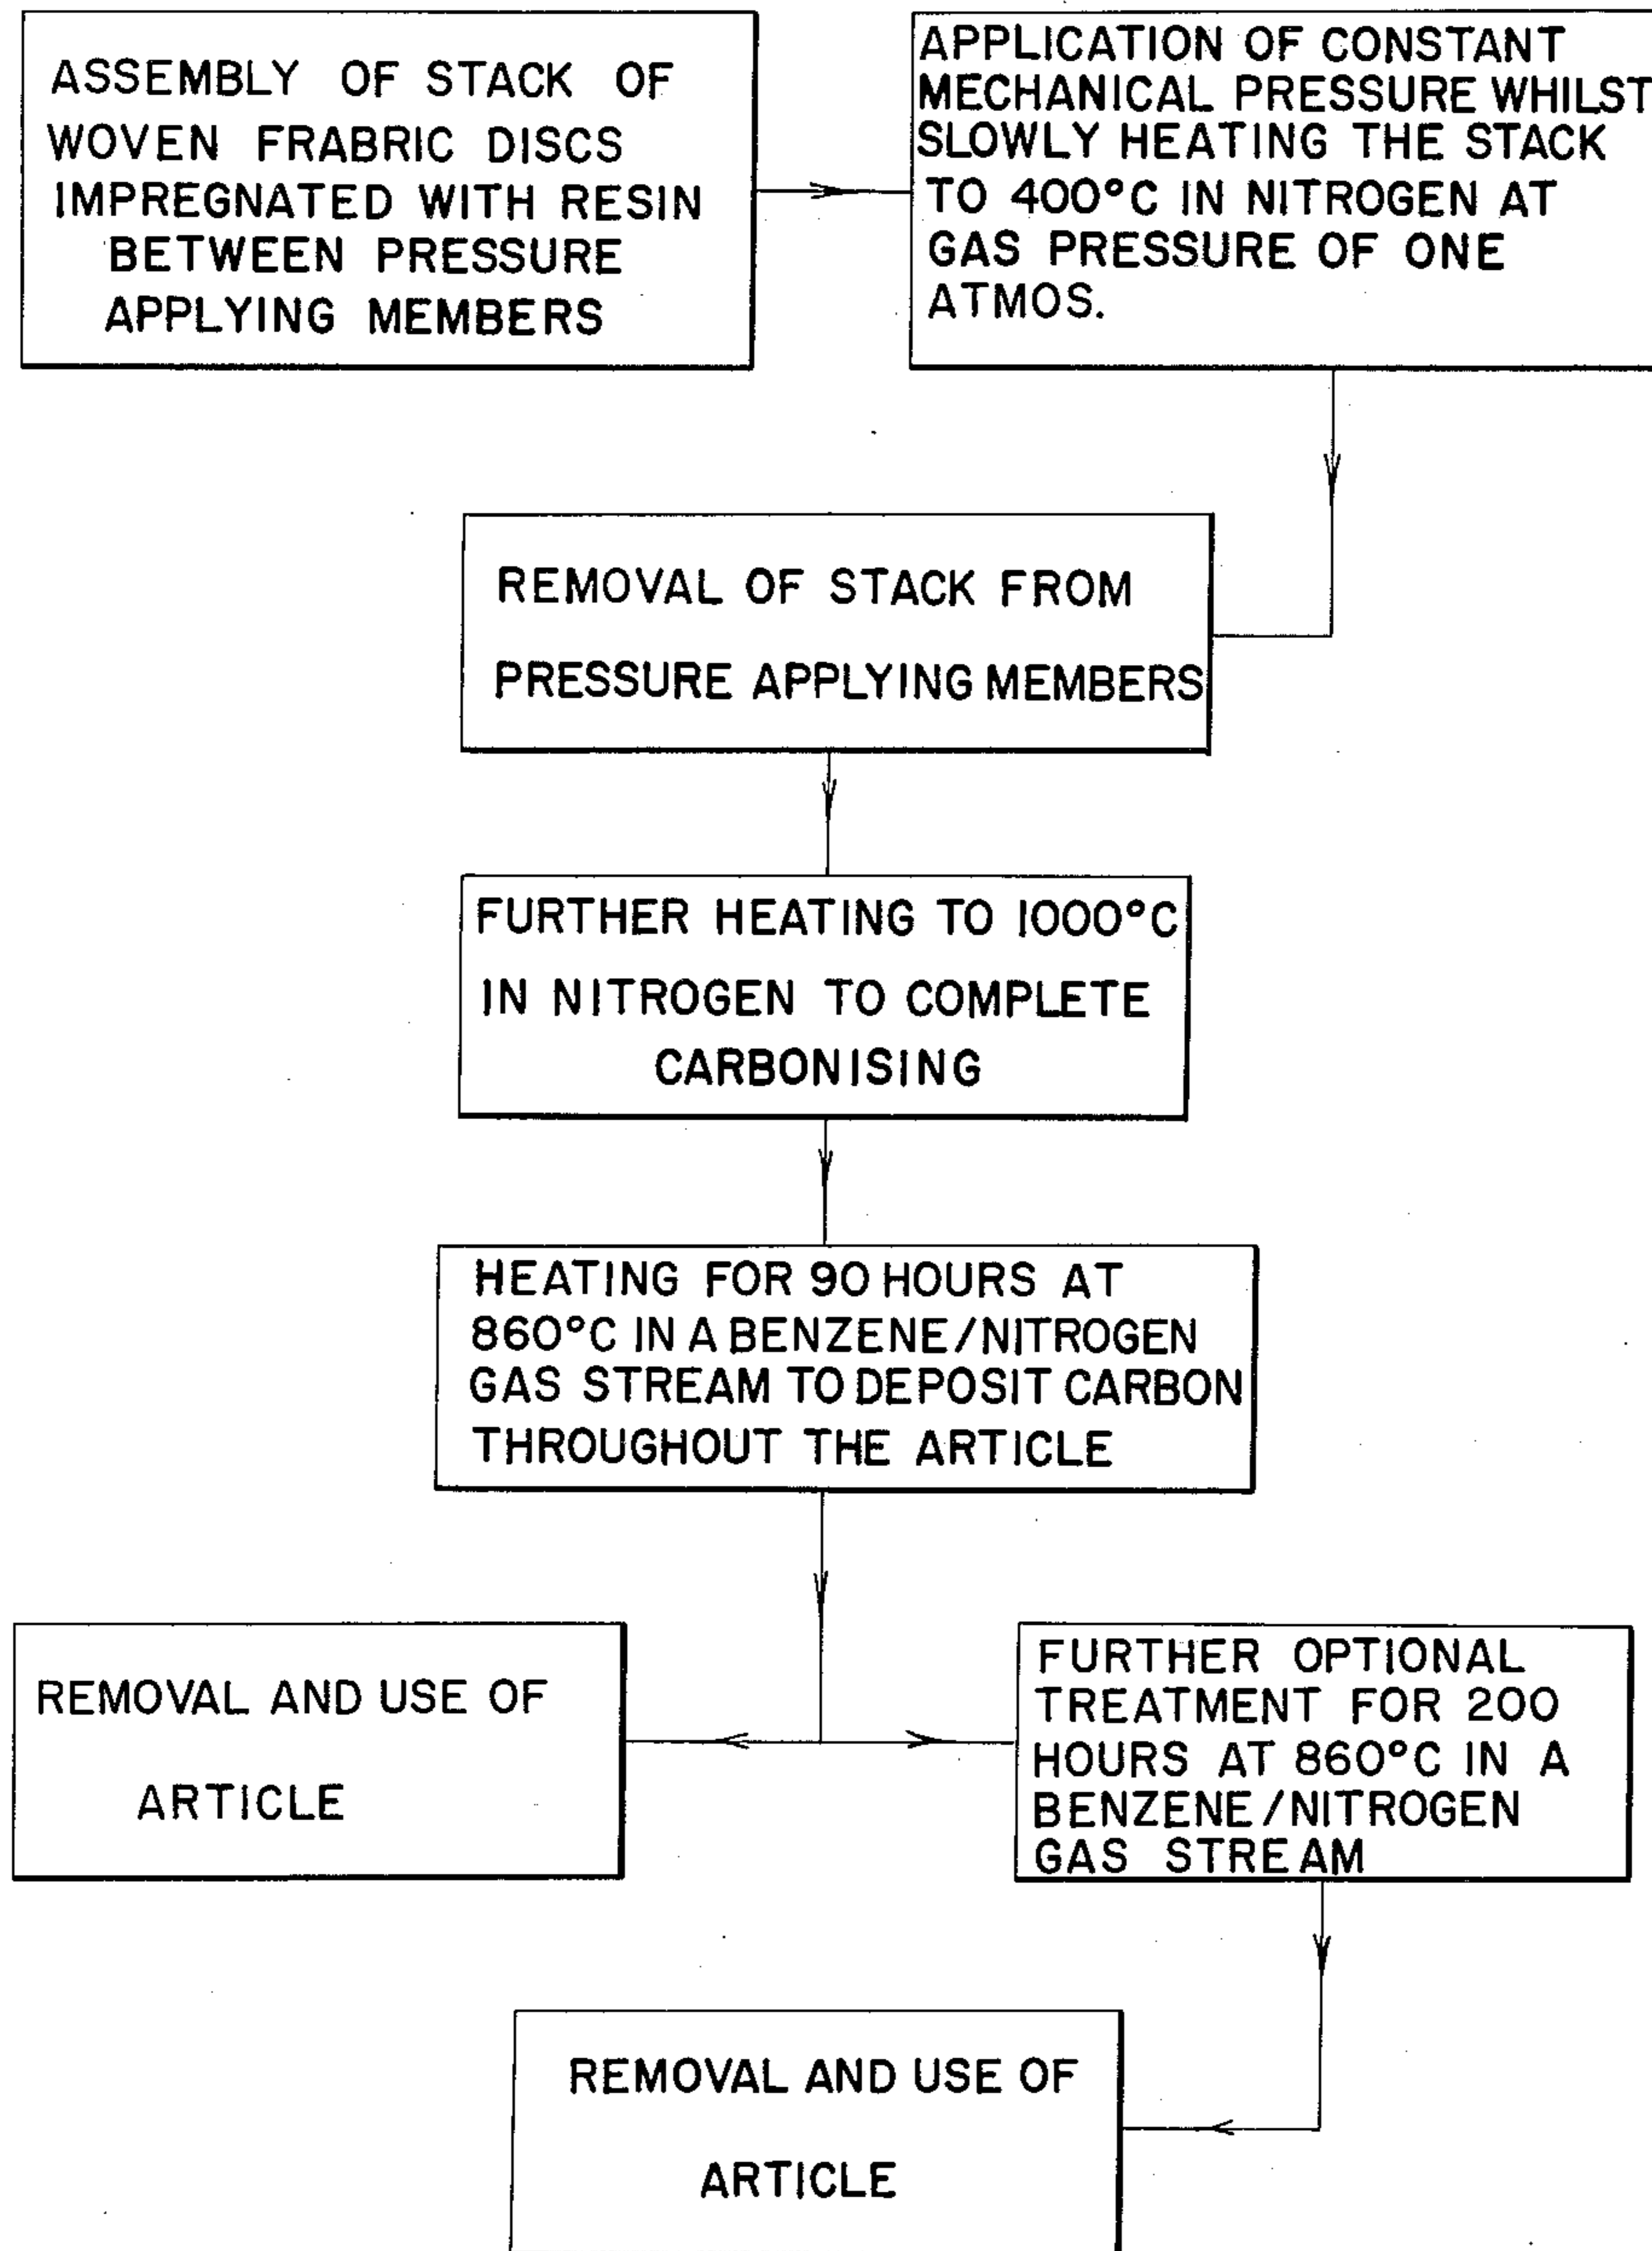 ASSEMBLY OF STACK OF
WOVEN FRABRIC DISCS
IMPREGNATED WITH RESIN
BETWEEN PRESSURE
APPLYING MEMBERS
APPLICATION OF CONSTANT
MECHANICAL PRESSURE WHILST
SLOWLY HEATING THE STACK
TO 400°C IN NITROGEN AT
GAS PRESSURE OF ONE
ATMOS.
REMOVAL OF STACK FROM
PRESSURE APPLYING MEMBERS
FURTHER HEATING TO 1000°C
IN NITROGEN TO COMPLETE
CARBONISING
HEATING FOR 90 HOURS AT
860°C IN A BENZENE/NITROGEN
GAS STREAM TO DEPOSIT CARBON
THROUGHOUT THE ARTICLE
REMOVAL AND USE OF
ARTICLE
FURTHER OPTIONAL
TREATMENT FOR 200
HOURS AT 860°C IN A
BENZENE/NITROGEN
GAS STREAM
REMOVAL AND USE OF
ARTICLE